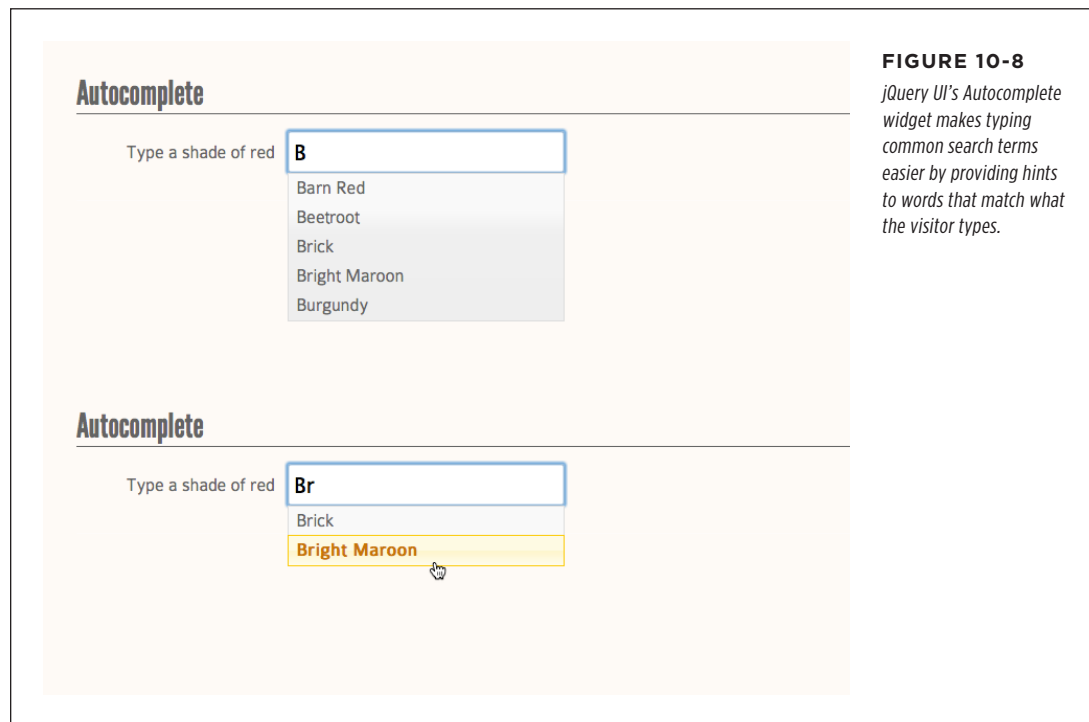 Autocomplete
Type a shade of red B
Barn Red
Beetroot
Brick
Bright Maroon
Burgundy
Autocomplete
Type a shade of red Br
Brick
Bright Maroon
FIGURE 10-8
jQuery UI's Autocomplete
widget makes typing
common search terms
easier by providing hints
to words that match what
the visitor types.